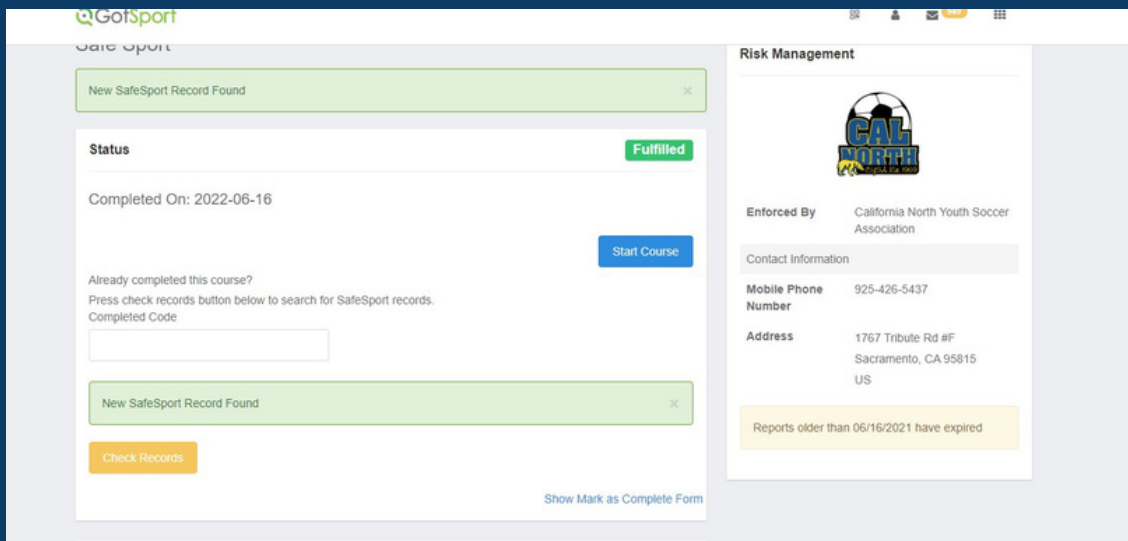 GotSport
Safe Sport
New SafeSport Record Found ×
Status
Fulfilled
Completed On: 2022-06-16
Start Course
Already completed this course?
Press check records button below to search for SafeSport records.
Completed Code
New SafeSport Record Found ×
Check Records
Show Mark as Complete Form
Risk Management
CAL
NORTH
Enforced By California North Youth Soccer
Association
Contact Information
Mobile Phone 925-426-5437
Number
Address 1767 Tribute Rd #F
Sacramento, CA 95815
US
Reports older than 06/16/2021 have expired